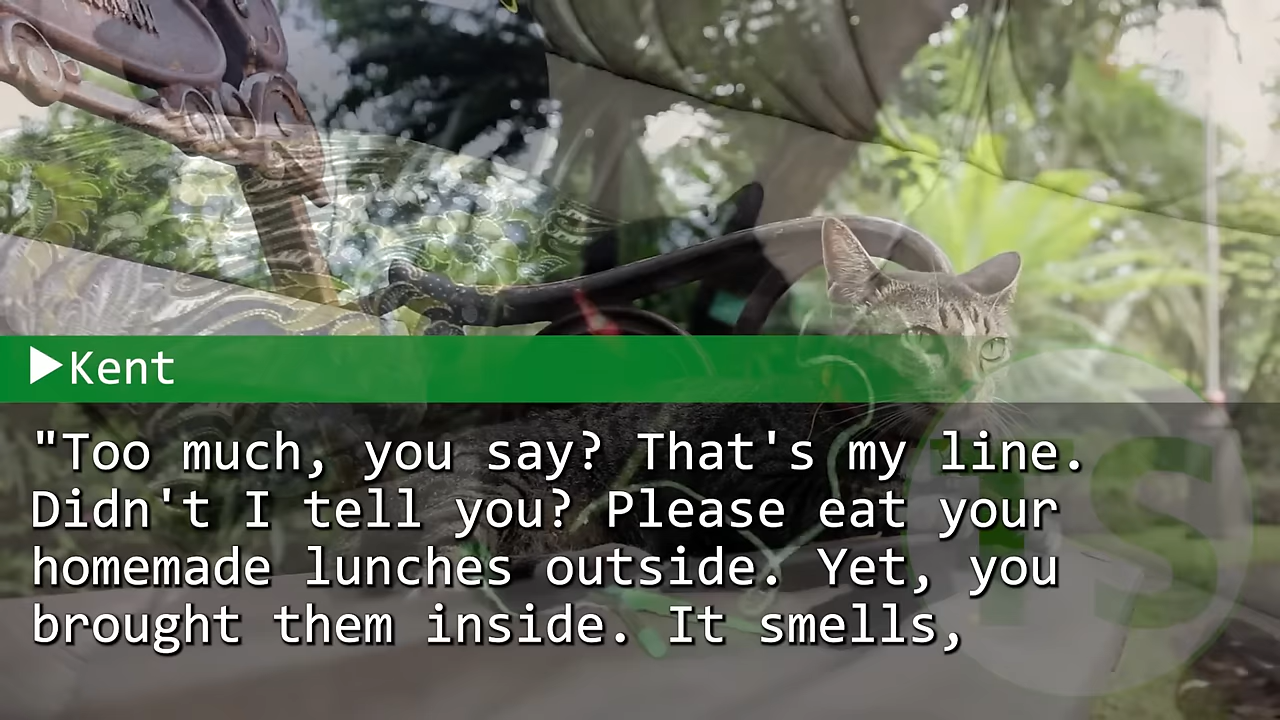 ▶Kent
"Too much, you say? That's my line.
Didn't I tell you? Please eat your
homemade lunches outside. Yet, you
brought them inside. It smells,
TS